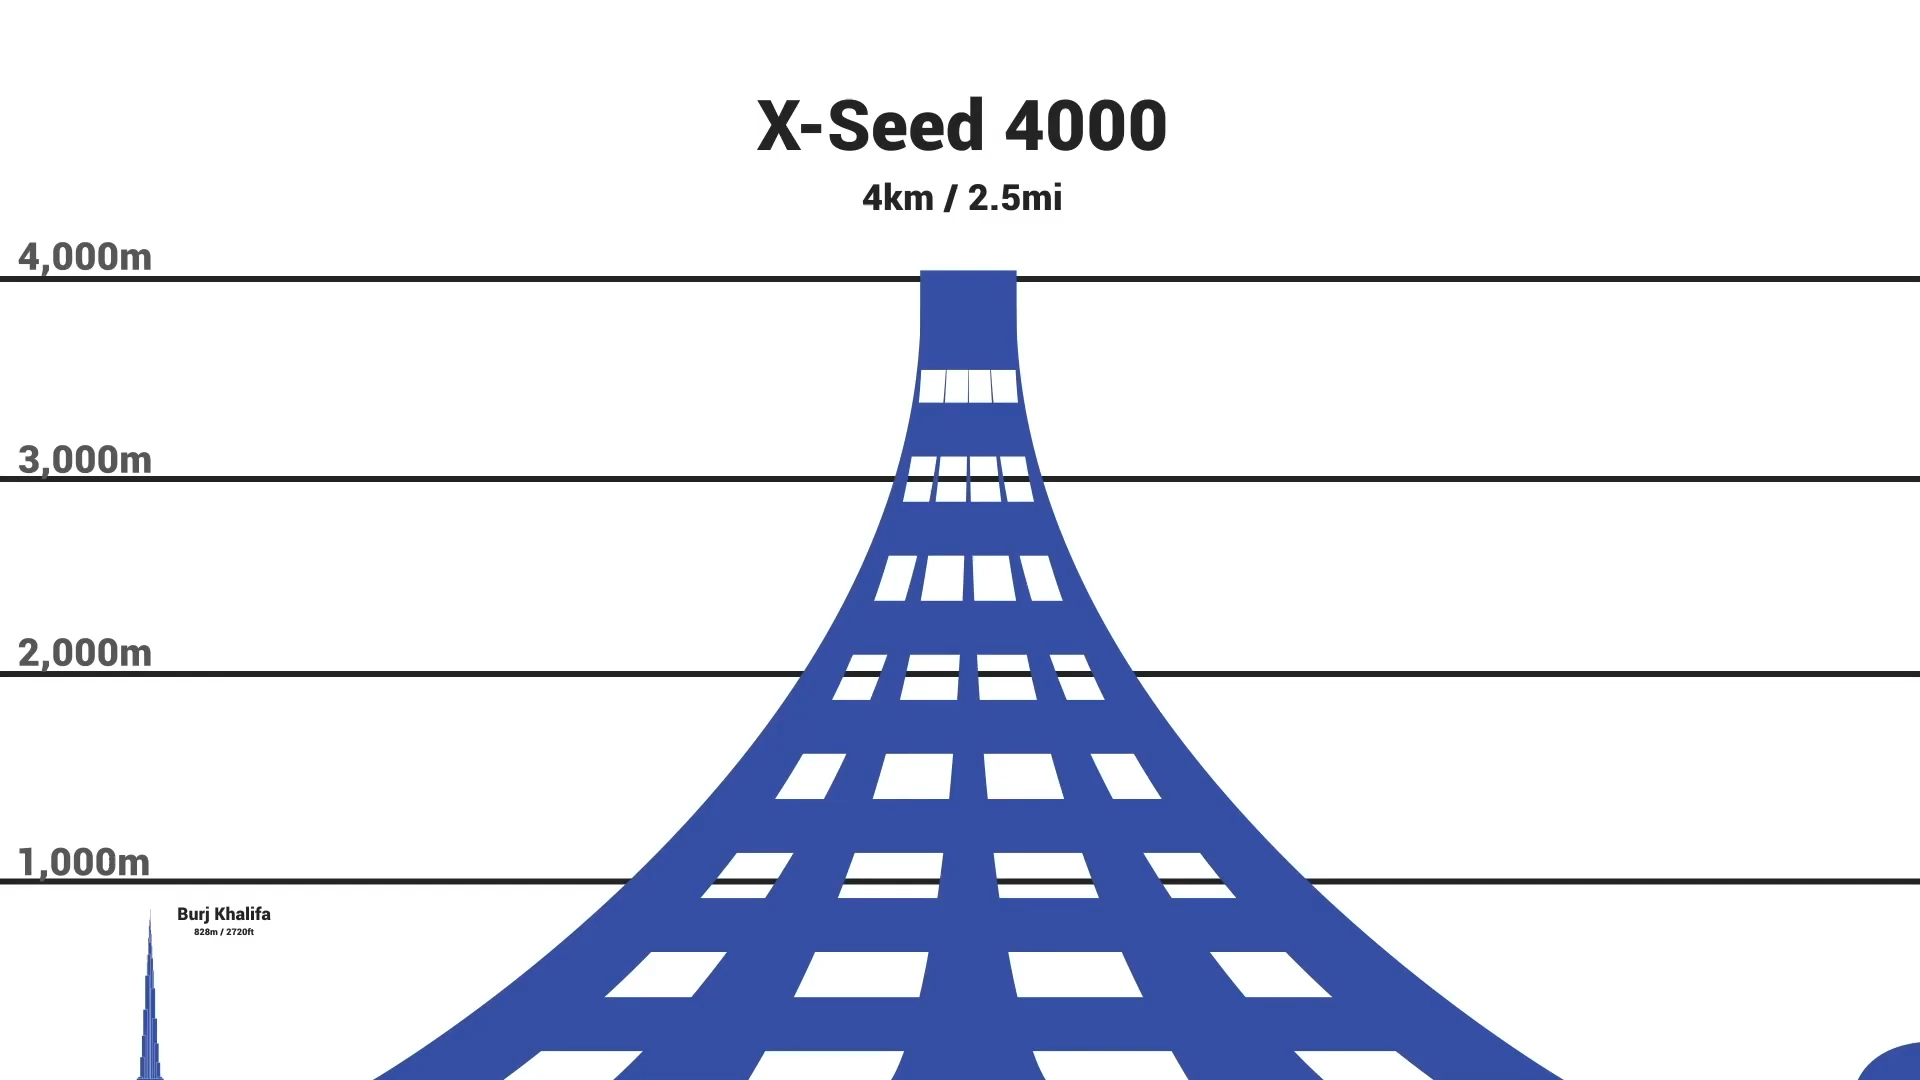 X-Seed 4000
4km / 2.5mi
4,000m
3,000m
2,000m
1,000m
Burj Khalifa
828m / 2720ft